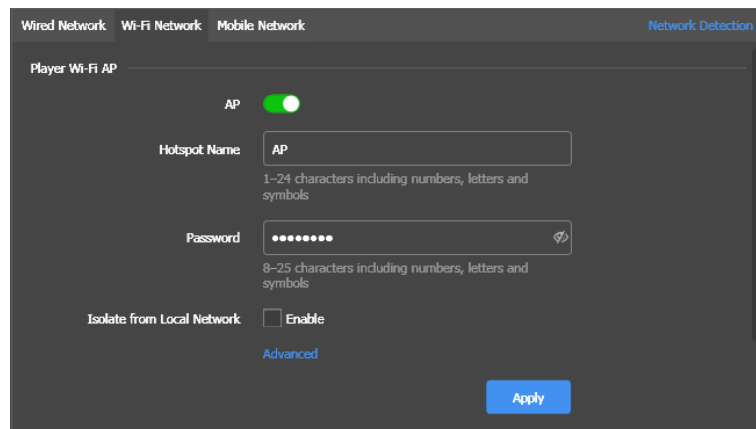 Wired Network Wi-Fi Network Mobile Network Network Detection
Player Wi-Fi AP
AP
Hotspot Name AP
1–24 characters including numbers, letters and
symbols
Password ••••••••
8–25 characters including numbers, letters and
symbols
Isolate from Local Network Enable
Advanced
Apply